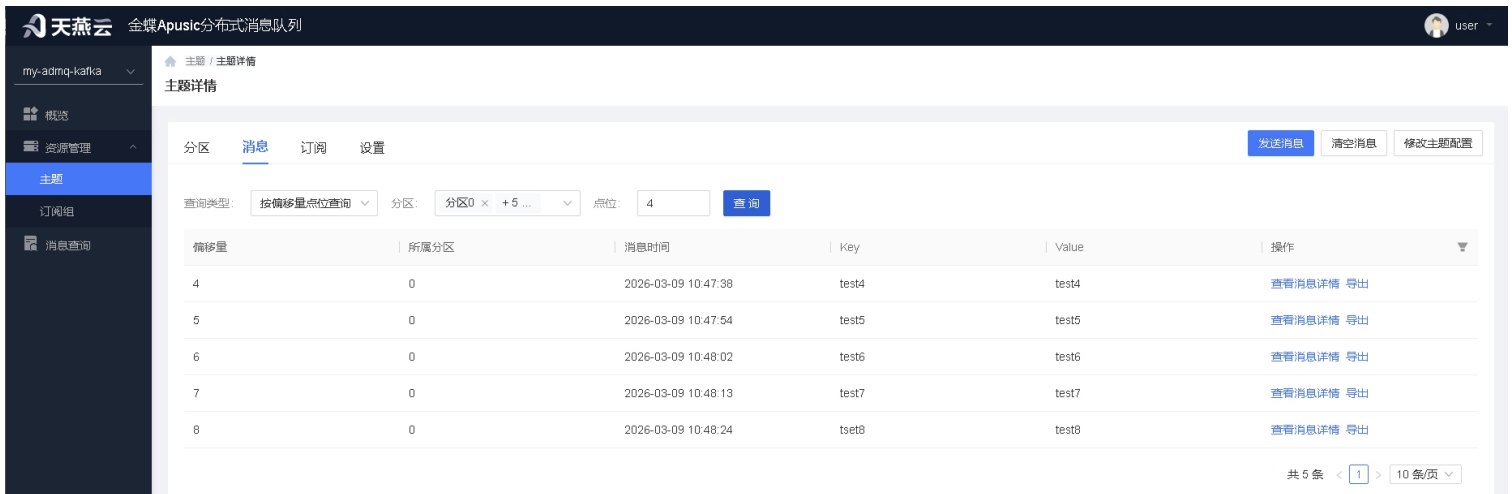 天燕云 金蝶Apusic分布式消息队列 user
my-admq-kafka
概览
资源管理
主题
订阅组
消息查询
主题 / 主题详情
主题详情
分区 消息 订阅 设置 发送消息 清空消息 修改主题配置
查询类型: 按偏移量点位查询 分区: 分区0 × + 5 ... 点位: 4 查 询
偏移量 所属分区 消息时间 Key Value 操作
4 0 2026-03-09 10:47:38 test4 test4 查看消息详情 导出
5 0 2026-03-09 10:47:54 test5 test5 查看消息详情 导出
6 0 2026-03-09 10:48:02 test6 test6 查看消息详情 导出
7 0 2026-03-09 10:48:13 test7 test7 查看消息详情 导出
8 0 2026-03-09 10:48:24 tset8 test8 查看消息详情 导出
共 5 条 < 1 > 10 条/页